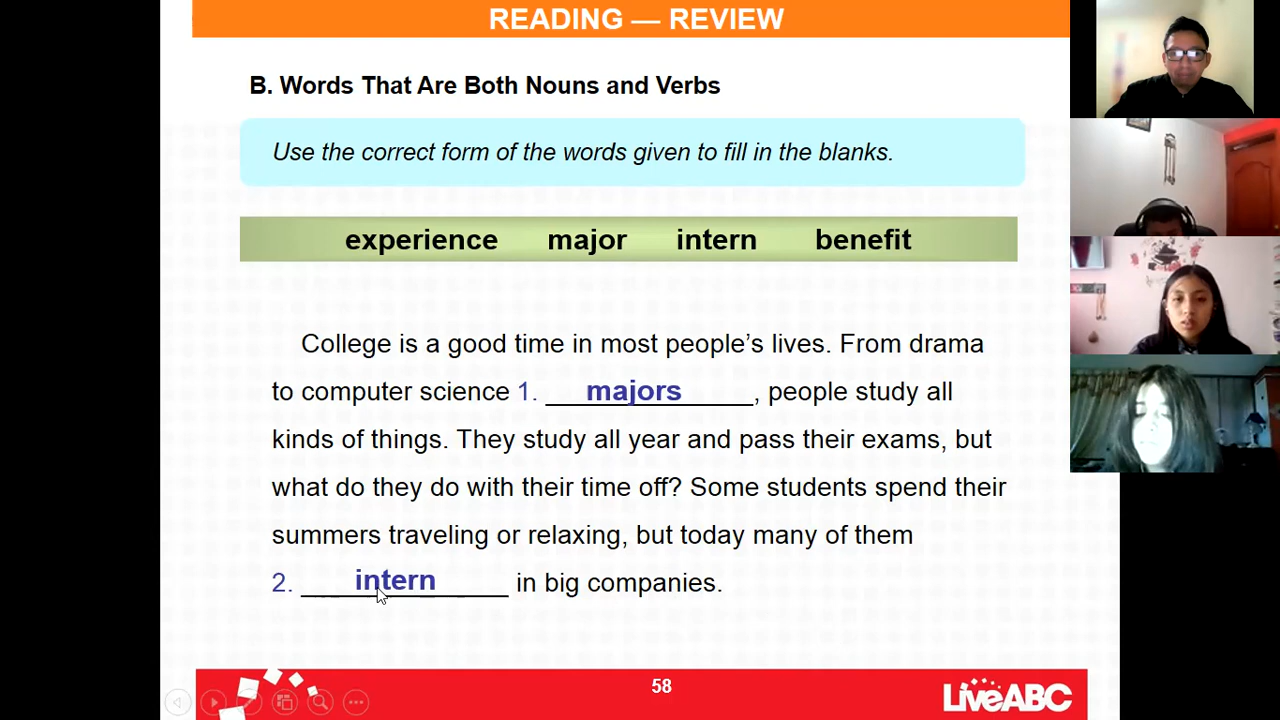 READING — REVIEW
B. Words That Are Both Nouns and Verbs
Use the correct form of the words given to fill in the blanks.
experience major intern benefit
College is a good time in most people’s lives. From drama
to computer science 1. majors, people study all
kinds of things. They study all year and pass their exams, but
what do they do with their time off? Some students spend their
summers traveling or relaxing, but today many of them
2. intern in big companies.
58
LiveABC